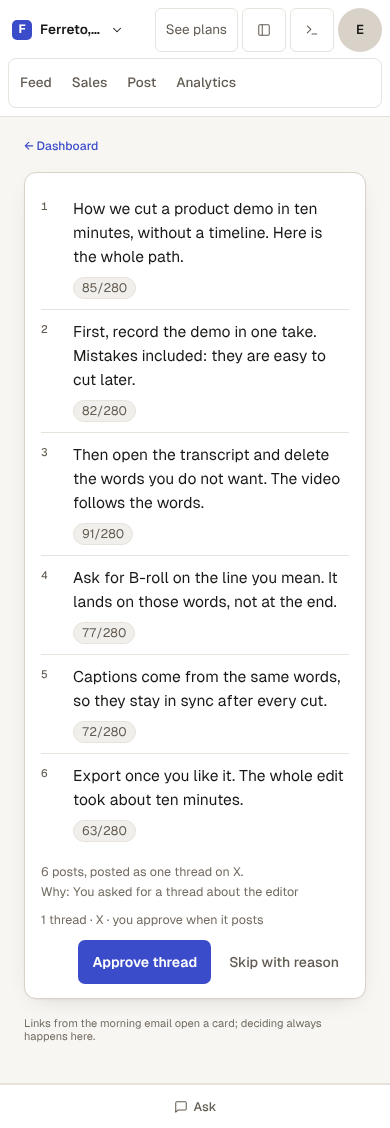 F Ferreto,... See plans E
Feed Sales Post Analytics
← Dashboard
1 How we cut a product demo in ten
minutes, without a timeline. Here is
the whole path.
85/280
2 First, record the demo in one take.
Mistakes included: they are easy to
cut later.
82/280
3 Then open the transcript and delete
the words you do not want. The video
follows the words.
91/280
4 Ask for B-roll on the line you mean. It
lands on those words, not at the end.
77/280
5 Captions come from the same words,
so they stay in sync after every cut.
72/280
6 Export once you like it. The whole edit
took about ten minutes.
63/280
6 posts, posted as one thread on X.
Why: You asked for a thread about the editor
1 thread · X · you approve when it posts
Approve thread Skip with reason
Links from the morning email open a card; deciding always
happens here.
Ask